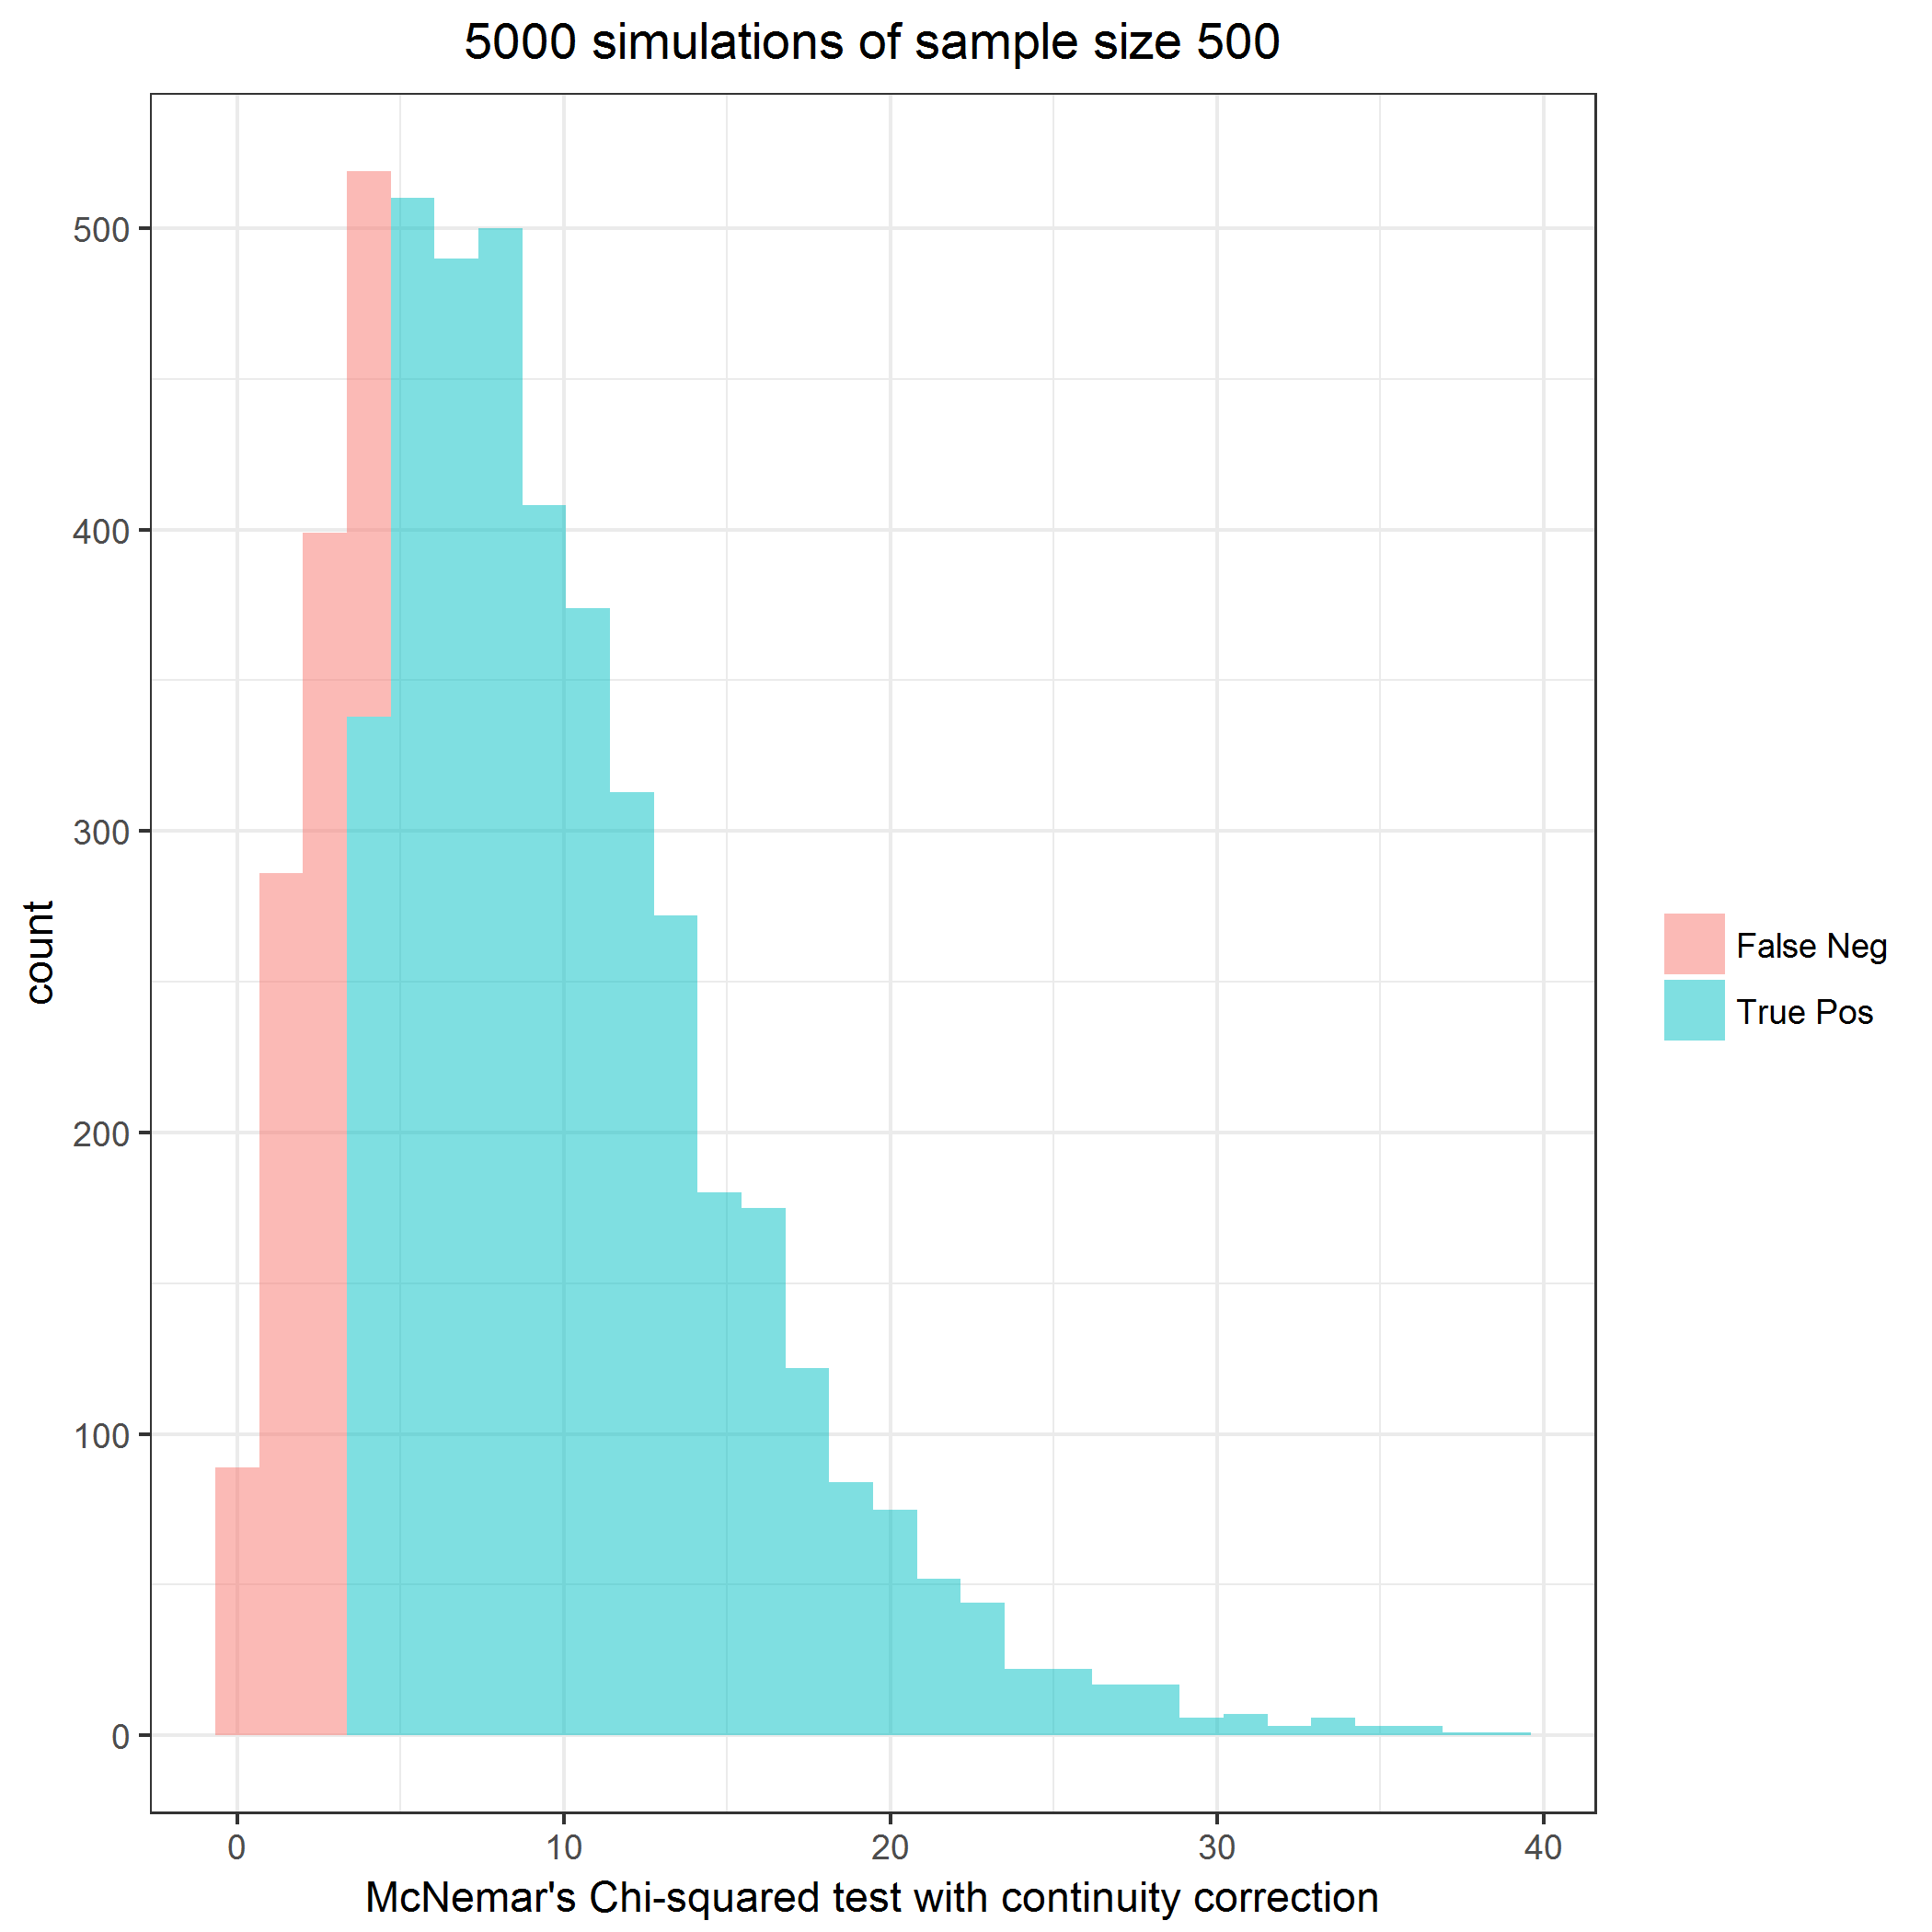 5000 simulations of sample size 500
500
400
300
200
100
0
count
0 10 20 30 40
McNemar's Chi-squared test with continuity correction
False Neg
True Pos